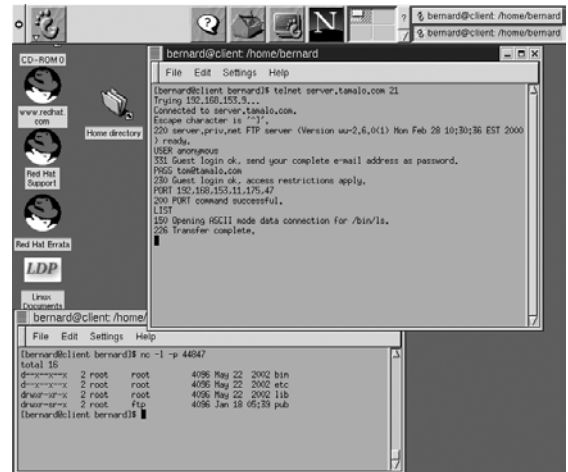 ? bernard@client: /home/bernard
bernard@client: /home/bernard
CD-ROM 0
www.redhat.
com
Home directory
Red Hat
Support
Red Hat Errata
LDP
Linux
Documents
N
bernard@client: /home/bernard
File Edit Settings Help
[bernard@client bernard]$ telnet server.tamalo.com 21
Trying 192.168.153.9...
Connected to server.tamalo.com.
Escape character is '^]'.
220 server.priv.net FTP server (Version wu-2.6.0(1) Mon Feb 28 10:30:36 EST 2000
) ready.
USER anonymous
331 Guest login ok, send your complete e-mail address as password.
PASS tom@tamalo.com
230 Guest login ok, access restrictions apply.
PORT 192,168,153,11,175,47
200 PORT command successful.
LIST
150 Opening ASCII mode data connection for /bin/ls.
226 Transfer complete.
bernard@client: /home/
File Edit Settings Help
[bernard@client bernard]$ nc -l -p 44847
total 16
d--x--x--x 2 root root 4096 May 22 2002 bin
d--x--x--x 2 root root 4096 May 22 2002 etc
drwxr-xr-x 2 root root 4096 May 22 2002 lib
drwxr-sr-x 2 root ftp 4096 Jan 18 05:39 pub
[bernard@client bernard]$